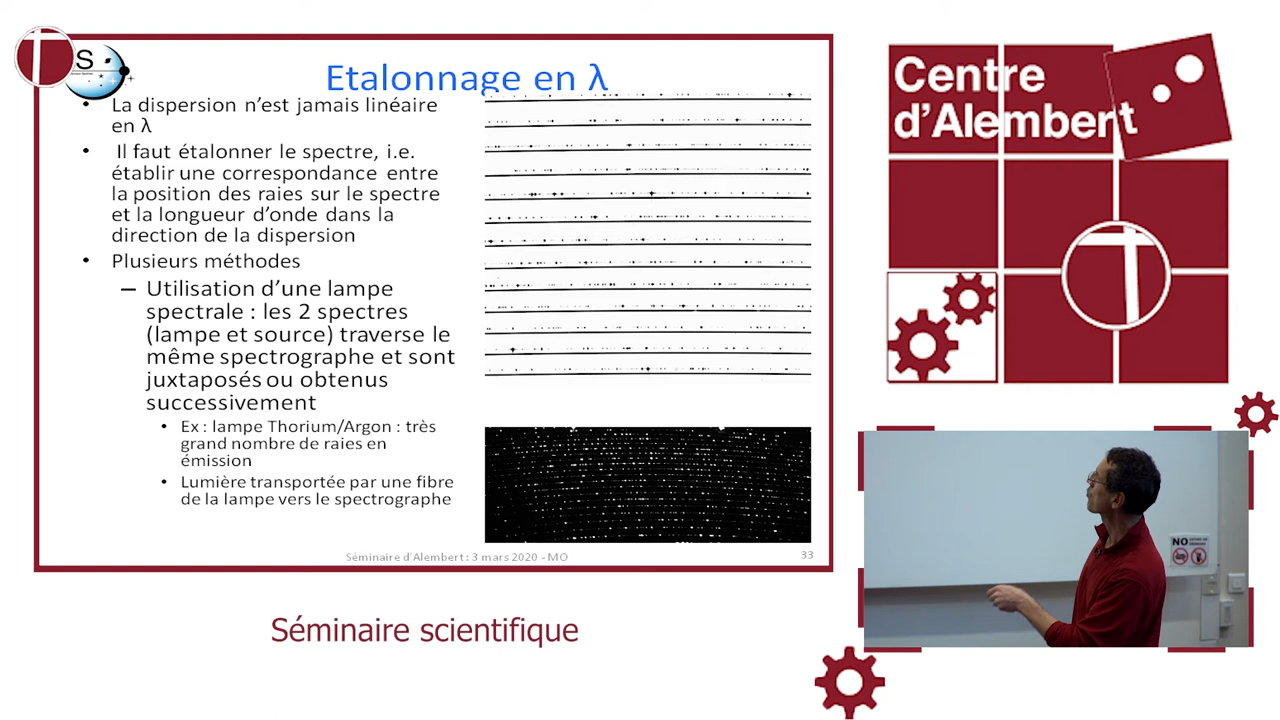 S
Etalonnage en λ
• La dispersion n'est jamais linéaire
en λ
• Il faut étalonner le spectre, i.e.
établir une correspondance entre
la position des raies sur le spectre
et la longueur d'onde dans la
direction de la dispersion
• Plusieurs méthodes
– Utilisation d'une lampe
spectrale : les 2 spectres
(lampe et source) traverse le
même spectrographe et sont
juxtaposés ou obtenus
successivement
• Ex : lampe Thorium/Argon : très
grand nombre de raies en
émission
• Lumière transportée par une fibre
de la lampe vers le spectrographe
Séminaire d'Alembert : 3 mars 2020 - MO
33
Séminaire scientifique
Centre
d'Alembert
NO